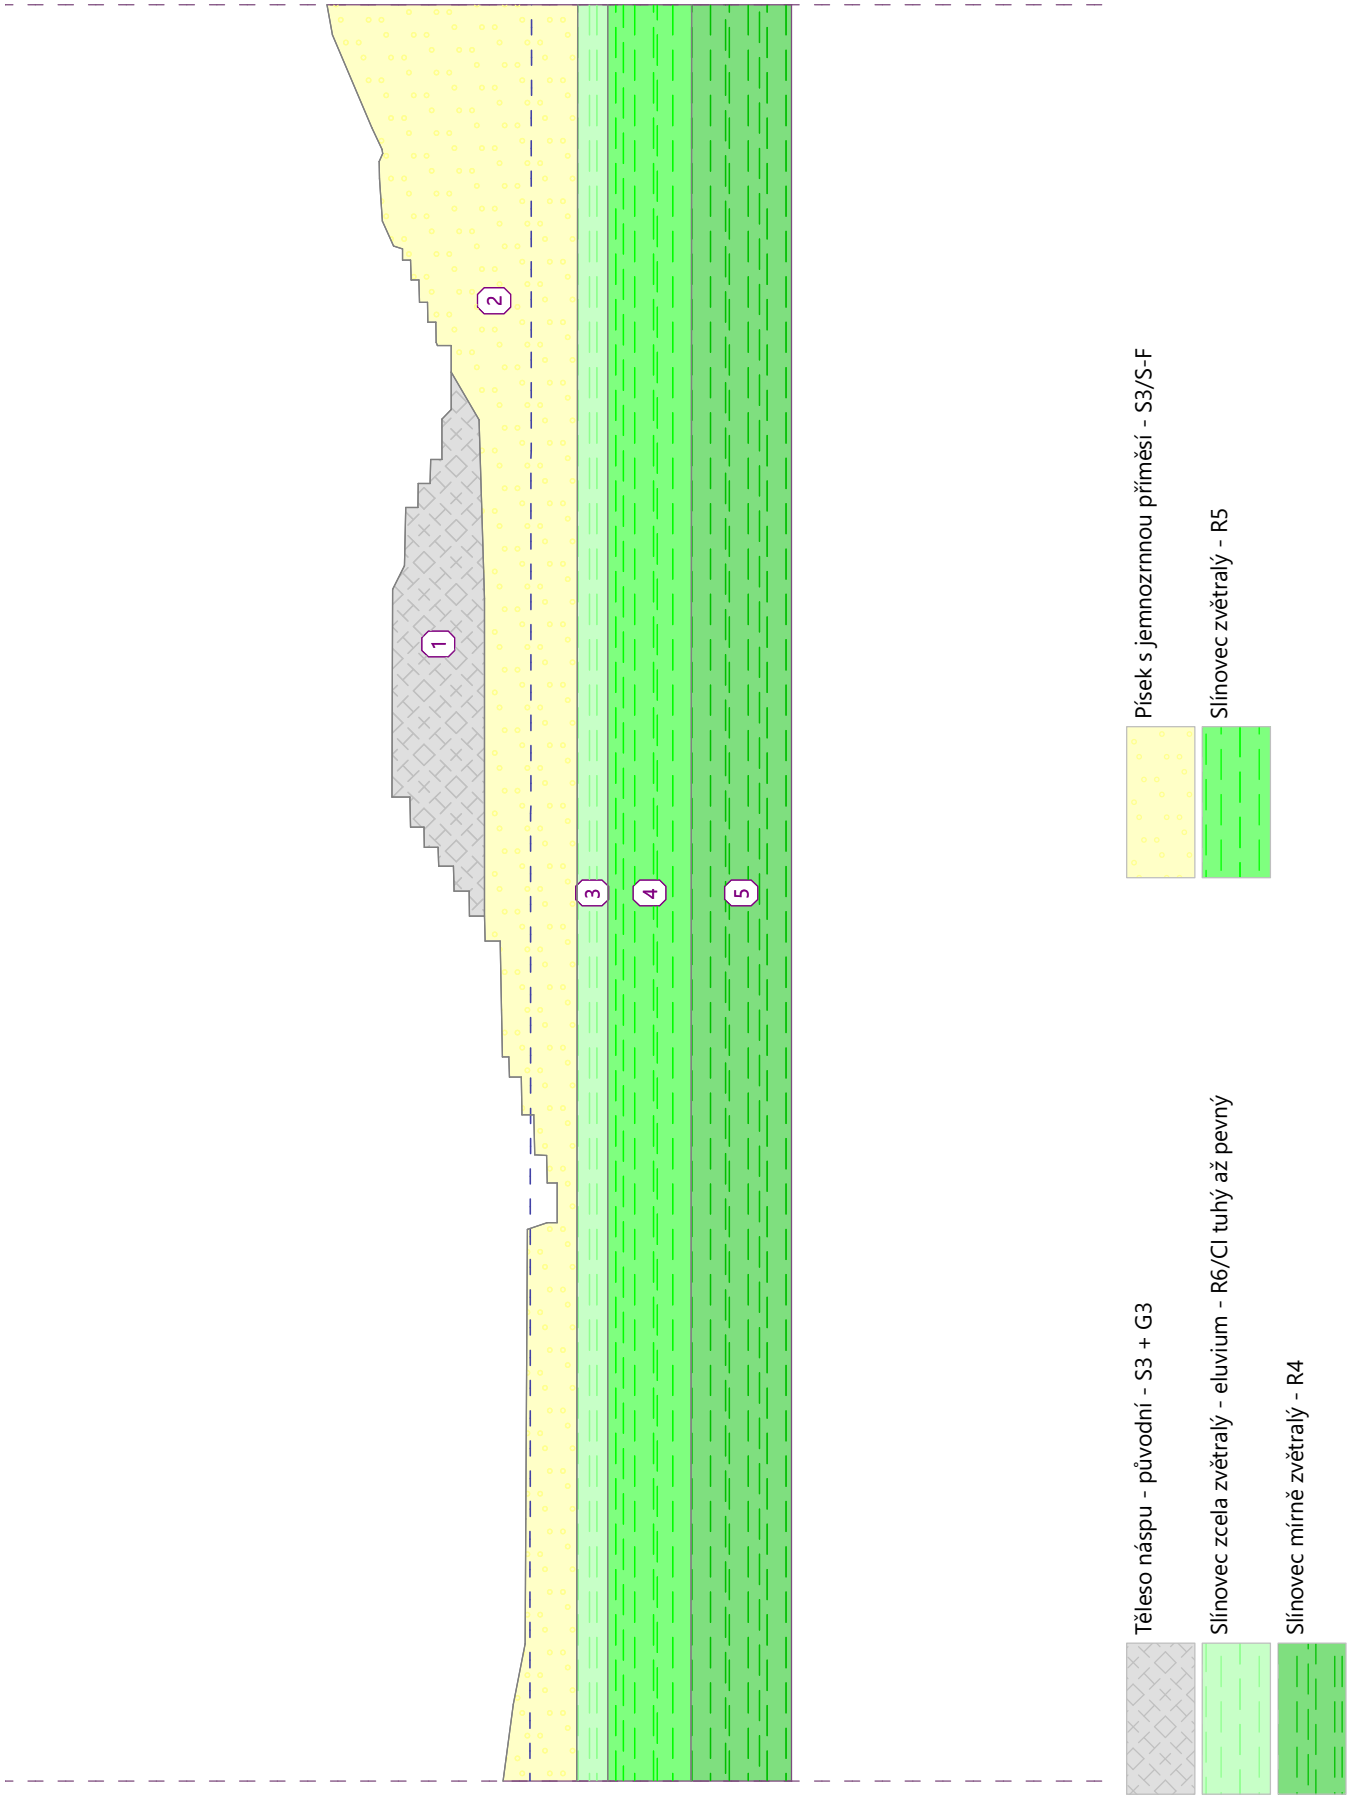 1
2
3
4
5
Těleso náspu - původní - S3 + G3
Písek s jemnozrnnou příměsí - S3/S-F
Slínovec zcela zvětralý - eluvium - R6/CI tuhý až pevný
Slínovec zvětralý - R5
Slínovec mírně zvětralý - R4